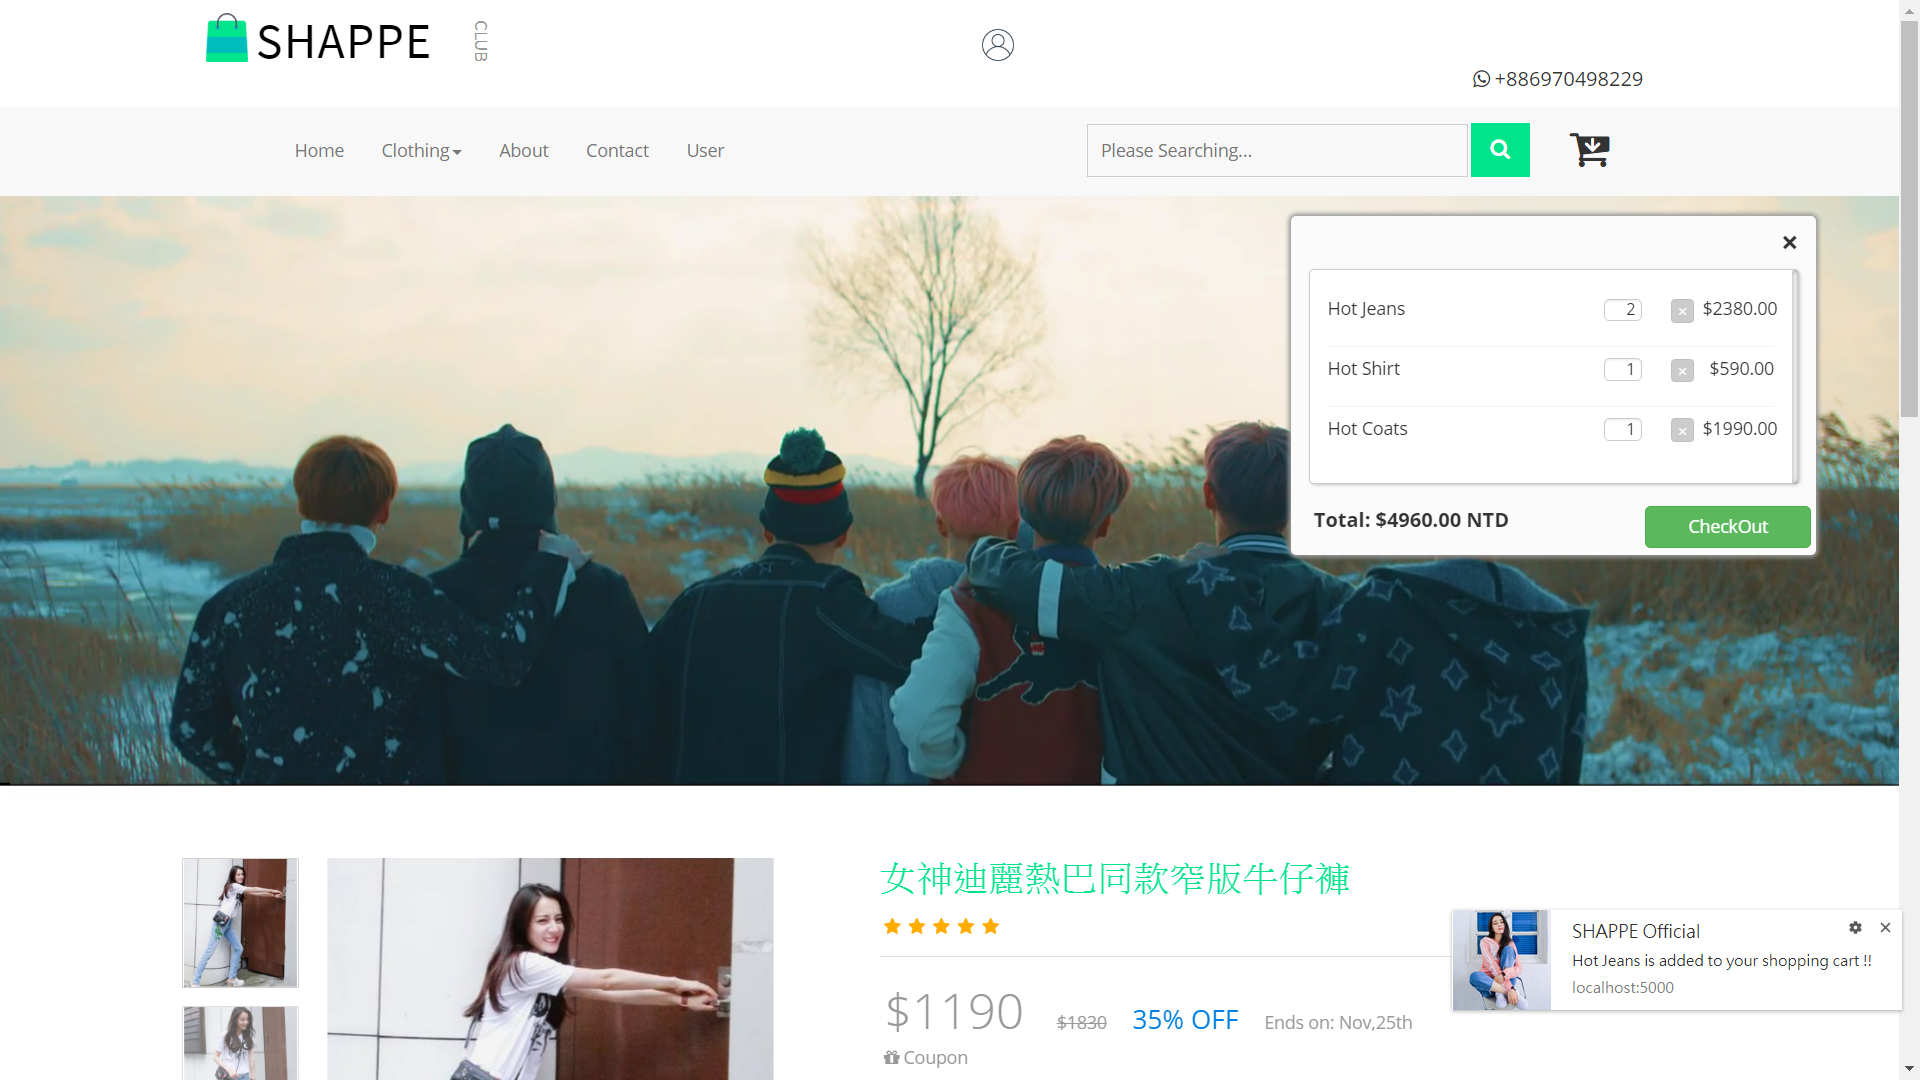 SHAPPE
CLUB
+886970498229
Home
Clothing
About
Contact
User
Please Searching...
×
Hot Jeans 2 × $2380.00
Hot Shirt 1 × $590.00
Hot Coats 1 × $1990.00
Total: $4960.00 NTD
CheckOut
女神迪麗熱巴同款窄版牛仔褲
SHAPPE Official
Hot Jeans is added to your shopping cart !!
localhost:5000
$1190 $1830 35% OFF Ends on: Nov,25th
Coupon